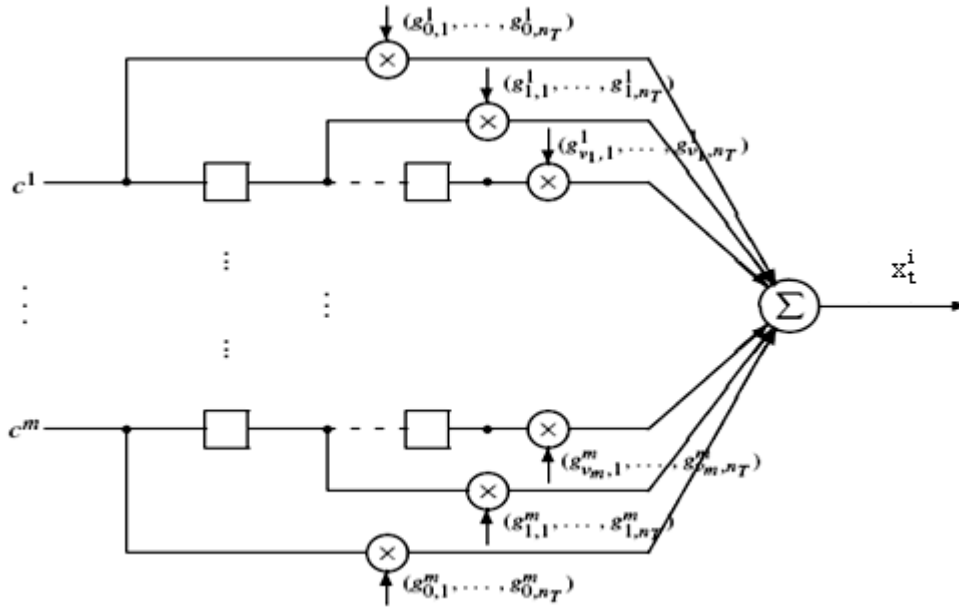 (g^1_{0,1}, . . . , g^1_{0,n_T})
(g^1_{1,1}, . . . , g^1_{1,n_T})
(g^1_{v_1,1}, . . . , g^1_{v_1,n_T})
×
×
×
c^1
x^i_t
Σ
c^m
×
×
×
(g^m_{v_m,1}, . . . , g^m_{v_m,n_T})
(g^m_{1,1}, . . . , g^m_{1,n_T})
(g^m_{0,1}, . . . , g^m_{0,n_T})